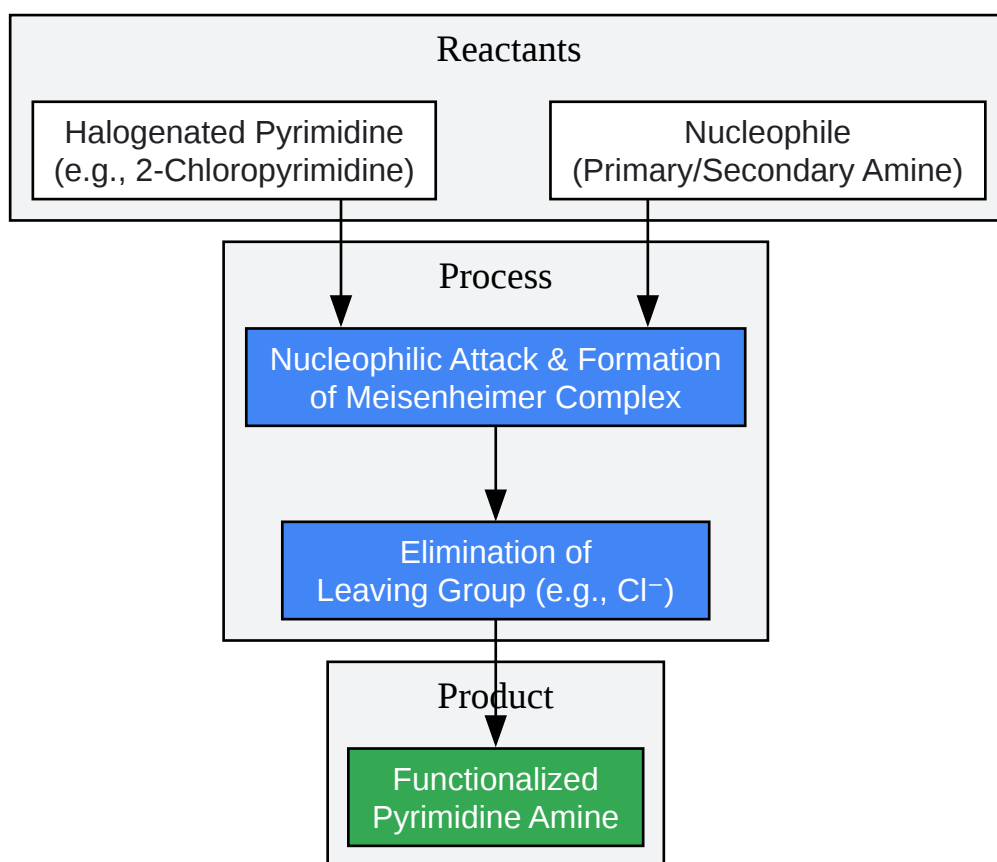 Reactants
Halogenated Pyrimidine
(e.g., 2-Chloropyrimidine)
Nucleophile
(Primary/Secondary Amine)
Process
Nucleophilic Attack & Formation
of Meisenheimer Complex
Elimination of
Leaving Group (e.g., Cl⁻)
Product
Functionalized
Pyrimidine Amine